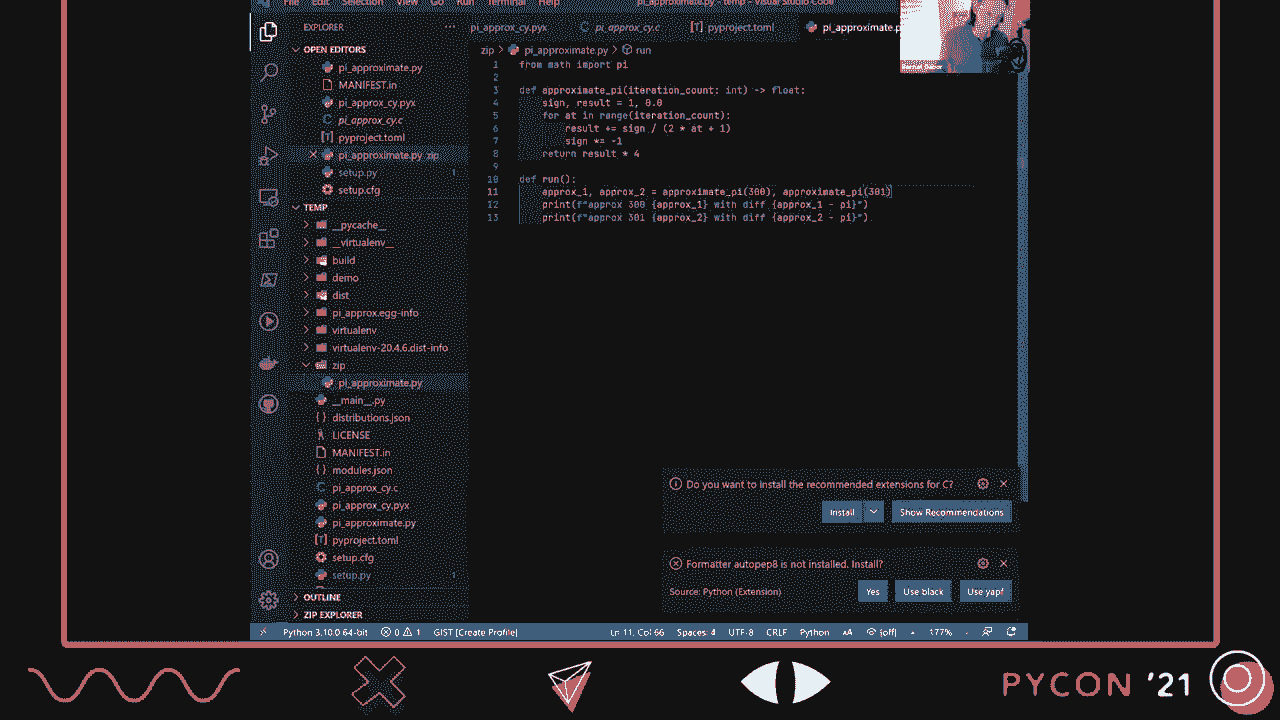 File Edit Selection View Go Run Terminal Help
pi_approximate.py - temp - Visual Studio Code
EXPLORER
pi_approx_cy.pyx
pi_approx_cy.c
pyproject.toml
pi_approximate.p
OPEN EDITORS
pi_approximate.py
MANIFEST.in
pi_approx_cy.pyx
pi_approx_cy.c
pyproject.toml
pi_approximate.py zip
setup.py 1
setup.cfg
TEMP
__pycache__
__virtualenv__
build
demo
dist
pi_approx.egg-info
virtualenv
virtualenv-20.4.6.dist-info
zip
pi_approximate.py
__main__.py
distributions.json
LICENSE
MANIFEST.in
modules.json
pi_approx_cy.c
pi_approx_cy.pyx
pi_approximate.py
pyproject.toml
setup.cfg
setup.py 1
OUTLINE
ZIP EXPLORER
zip > pi_approximate.py > run
1 from math import pi
2
3 def approximate_pi(iteration_count: int) -> float:
4 sign, result = 1, 0.0
5 for at in range(iteration_count):
6 result += sign / (2 * at + 1)
7 sign *= -1
8 return result * 4
9
10 def run():
11 approx_1, approx_2 = approximate_pi(300), approximate_pi(301)
12 print(f"approx 300 {approx_1} with diff {approx_1 - pi}")
13 print(f"approx 301 {approx_2} with diff {approx_2 - pi}")
Do you want to install the recommended extensions for C?
Install
Show Recommendations
Formatter autopep8 is not installed. Install?
Source: Python (Extension)
Yes
Use black
Use yapf
Python 3.10.0 64-bit 0 1 GIST [Create Profile] Ln 11, Col 66 Spaces: 4 UTF-8 CRLF Python AA [off] 177%
PYCON '21